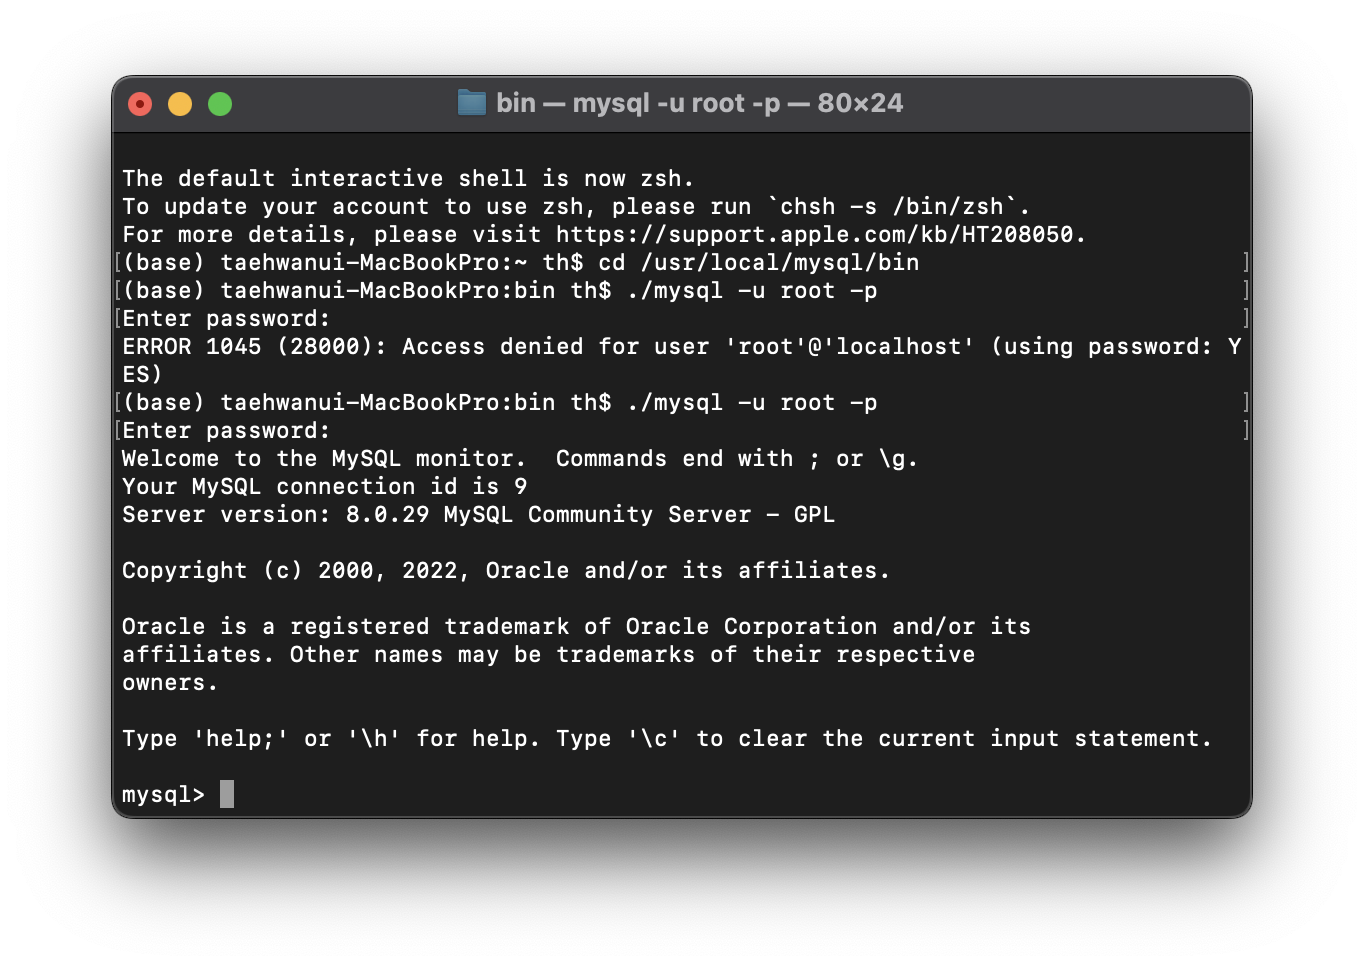 bin — mysql -u root -p — 80×24
The default interactive shell is now zsh.
To update your account to use zsh, please run `chsh -s /bin/zsh`.
For more details, please visit https://support.apple.com/kb/HT208050.
[(base) taehwanui-MacBookPro:~ th$ cd /usr/local/mysql/bin ]
[(base) taehwanui-MacBookPro:bin th$ ./mysql -u root -p ]
[Enter password: ]
ERROR 1045 (28000): Access denied for user 'root'@'localhost' (using password: Y
ES)
[(base) taehwanui-MacBookPro:bin th$ ./mysql -u root -p ]
[Enter password: ]
Welcome to the MySQL monitor.  Commands end with ; or \g.
Your MySQL connection id is 9
Server version: 8.0.29 MySQL Community Server - GPL
Copyright (c) 2000, 2022, Oracle and/or its affiliates.
Oracle is a registered trademark of Oracle Corporation and/or its
affiliates. Other names may be trademarks of their respective
owners.
Type 'help;' or '\h' for help. Type '\c' to clear the current input statement.
mysql>